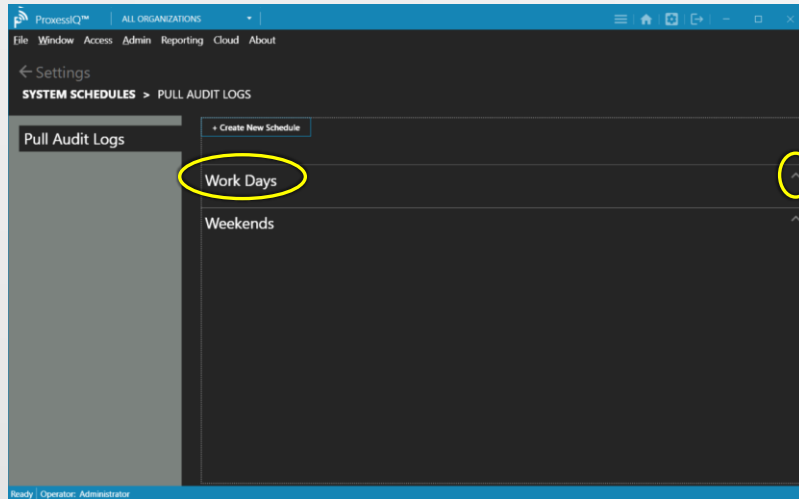 ProxessIQ™ ALL ORGANIZATIONS
File Window Access Admin Reporting Cloud About
Settings
SYSTEM SCHEDULES > PULL AUDIT LOGS
Pull Audit Logs
+ Create New Schedule
Work Days
Weekends
Ready Operator: Administrator